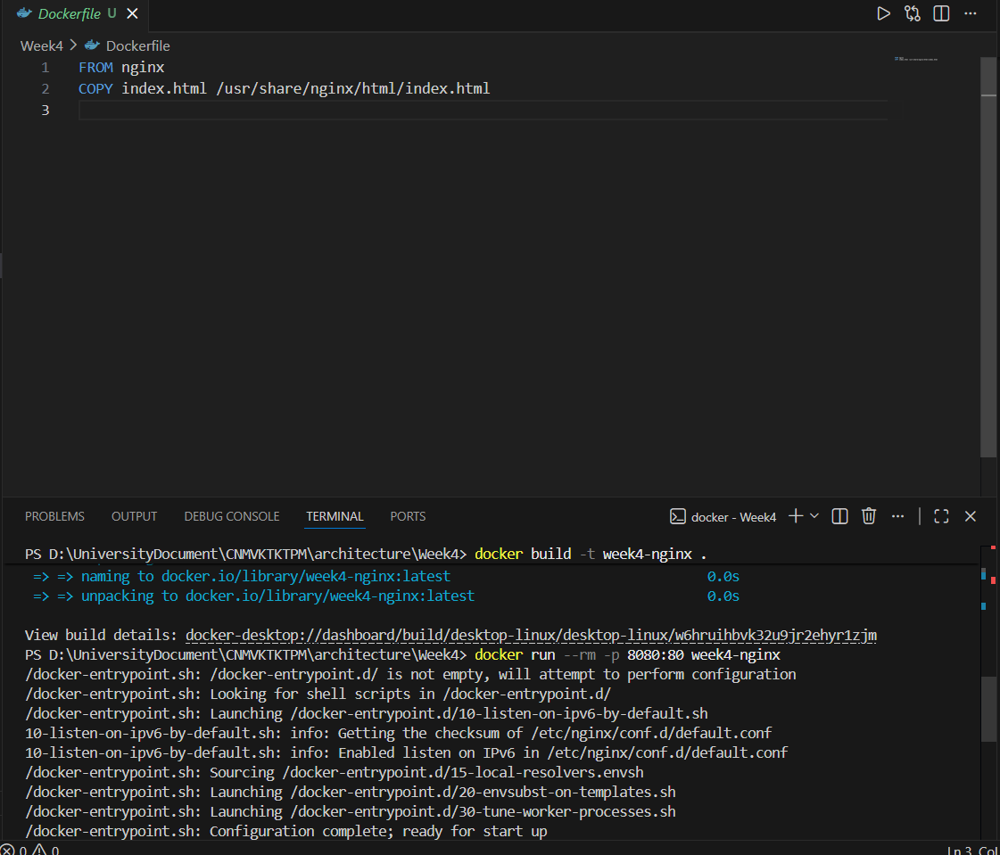 Dockerfile U
Week4 > Dockerfile
1 FROM nginx
2 COPY index.html /usr/share/nginx/html/index.html
3
PROBLEMS OUTPUT DEBUG CONSOLE TERMINAL PORTS docker - Week4
PS D:\UniversityDocument\CNMVKTKTPM\architecture\Week4> docker build -t week4-nginx .
=> => naming to docker.io/library/week4-nginx:latest 0.0s
=> => unpacking to docker.io/library/week4-nginx:latest 0.0s
View build details: docker-desktop://dashboard/build/desktop-linux/desktop-linux/w6hruihbvk32u9jr2ehyr1zjm
PS D:\UniversityDocument\CNMVKTKTPM\architecture\Week4> docker run --rm -p 8080:80 week4-nginx
/docker-entrypoint.sh: /docker-entrypoint.d/ is not empty, will attempt to perform configuration
/docker-entrypoint.sh: Looking for shell scripts in /docker-entrypoint.d/
/docker-entrypoint.sh: Launching /docker-entrypoint.d/10-listen-on-ipv6-by-default.sh
10-listen-on-ipv6-by-default.sh: info: Getting the checksum of /etc/nginx/conf.d/default.conf
10-listen-on-ipv6-by-default.sh: info: Enabled listen on IPv6 in /etc/nginx/conf.d/default.conf
/docker-entrypoint.sh: Sourcing /docker-entrypoint.d/15-local-resolvers.envsh
/docker-entrypoint.sh: Launching /docker-entrypoint.d/20-envsubst-on-templates.sh
/docker-entrypoint.sh: Launching /docker-entrypoint.d/30-tune-worker-processes.sh
/docker-entrypoint.sh: Configuration complete; ready for start up
0 0 Ln 3, Col